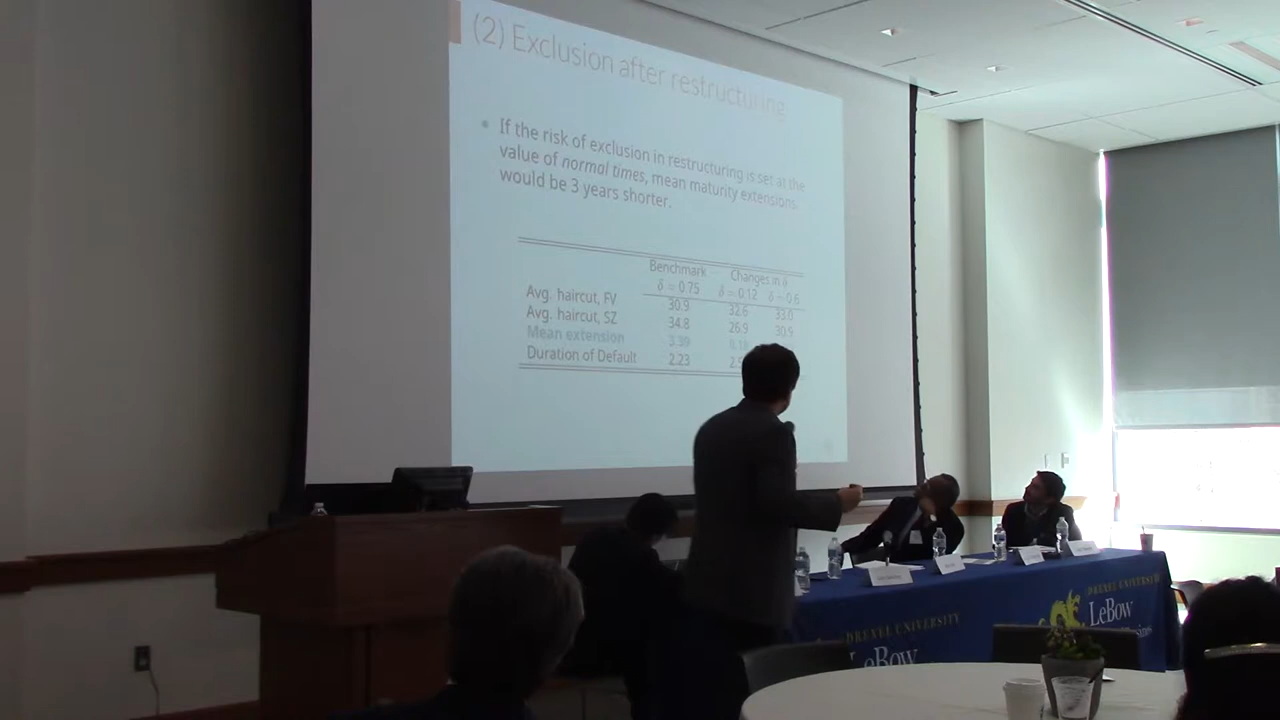 (2) Exclusion after restructuring
• If the risk of exclusion in restructuring is set at the
value of normal times, mean maturity extensions
would be 3 years shorter.
Benchmark Changes in δ
δ = 0.75 δ = 0.12 δ = 0.6
Avg. haircut, FV 30.9 32.6 33.0
Avg. haircut, SZ 34.8 26.9 30.9
Mean extension 3.39
Duration of Default 2.23
DREXEL UNIVERSITY
LeBow
DREXEL UNIVERSITY
LeBow